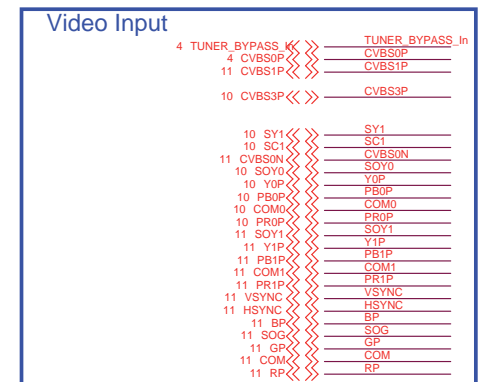 Video Input
4 TUNER_BYPASS_In TUNER_BYPASS_In
4 CVBS0P CVBS0P
11 CVBS1P CVBS1P
10 CVBS3P CVBS3P
10 SY1 SY1
10 SC1 SC1
11 CVBS0N CVBS0N
10 SOY0 SOY0
10 Y0P Y0P
10 PB0P PB0P
10 COM0 COM0
10 PR0P PR0P
11 SOY1 SOY1
11 Y1P Y1P
11 PB1P PB1P
11 COM1 COM1
11 PR1P PR1P
11 VSYNC VSYNC
11 HSYNC HSYNC
11 BP BP
11 SOG SOG
11 GP GP
11 COM COM
11 RP RP